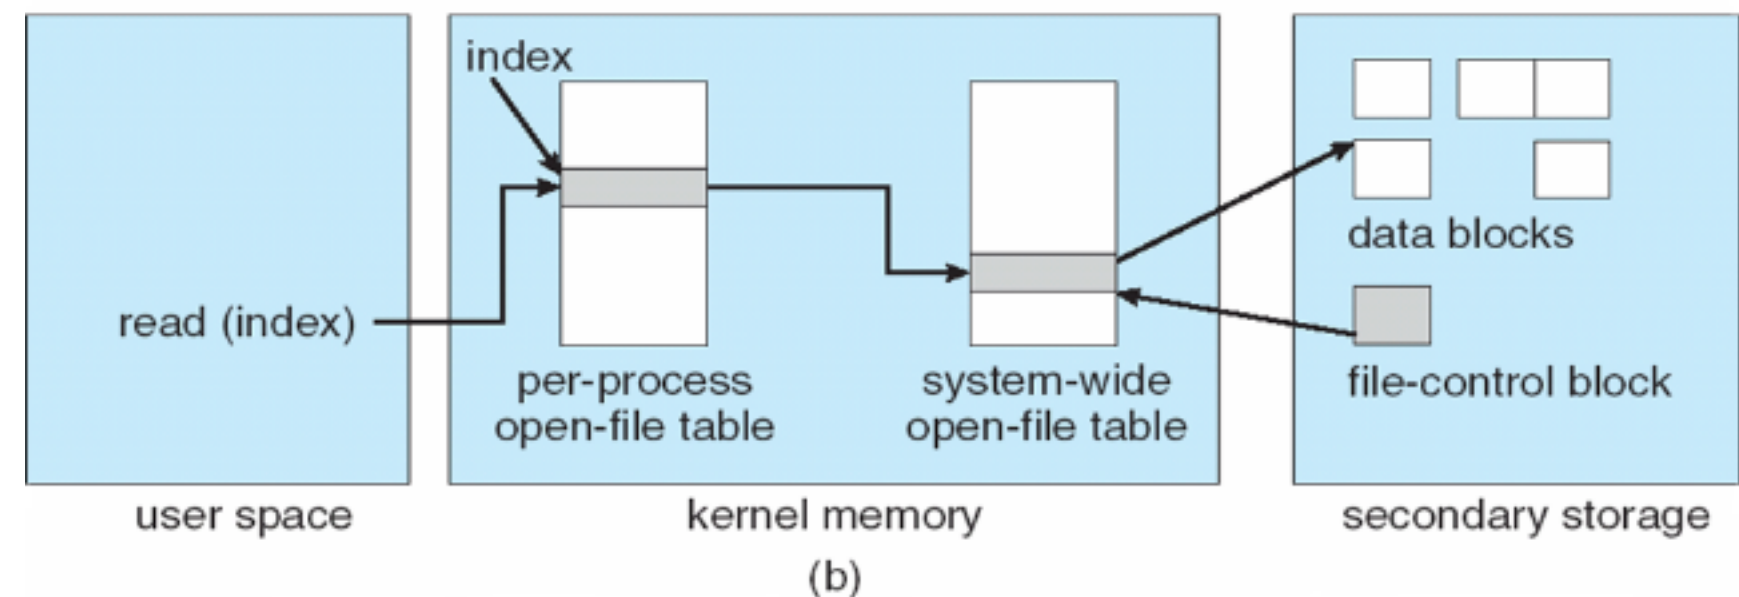 index
read (index)
per-process
open-file table
system-wide
open-file table
data blocks
file-control block
user space
kernel memory
secondary storage
(b)